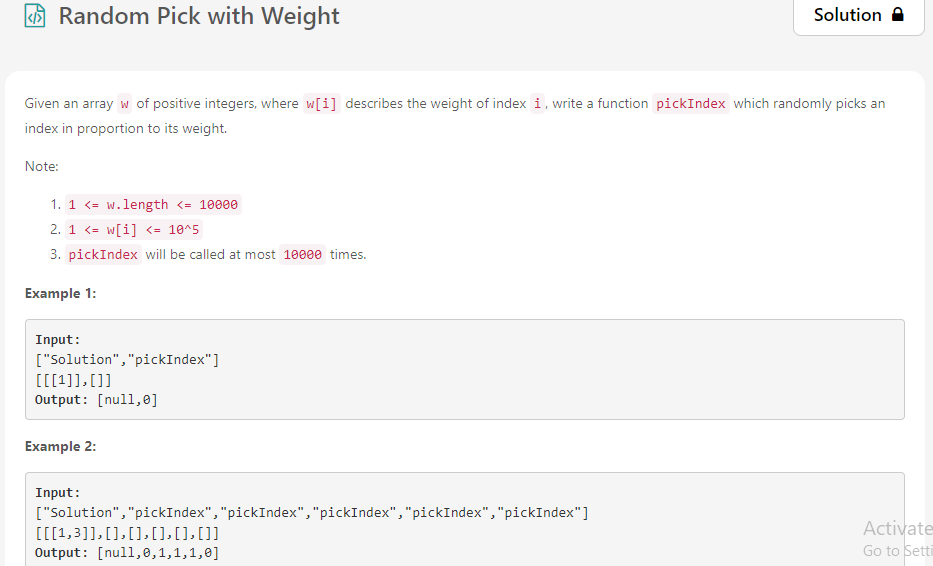 Random Pick with Weight
Solution
Given an array w of positive integers, where w[i] describes the weight of index i, write a function pickIndex which randomly picks an
index in proportion to its weight.
Note:
1. 1 <= w.length <= 10000
2. 1 <= w[i] <= 10^5
3. pickIndex will be called at most 10000 times.
Example 1:
Input:
["Solution","pickIndex"]
[[[1]],[]]
Output: [null,0]
Example 2:
Input:
["Solution","pickIndex","pickIndex","pickIndex","pickIndex","pickIndex"]
[[[1,3]],[],[],[],[],[]]
Output: [null,0,1,1,1,0]
Activate
Go to Setti